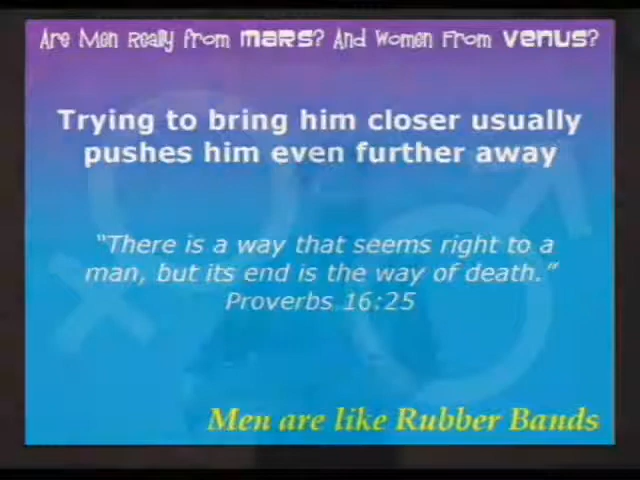 Are Men Really from MARS? And Women From VENUS?
Trying to bring him closer usually
pushes him even further away
“There is a way that seems right to a
man, but its end is the way of death.”
Proverbs 16:25
Men are like Rubber Bands